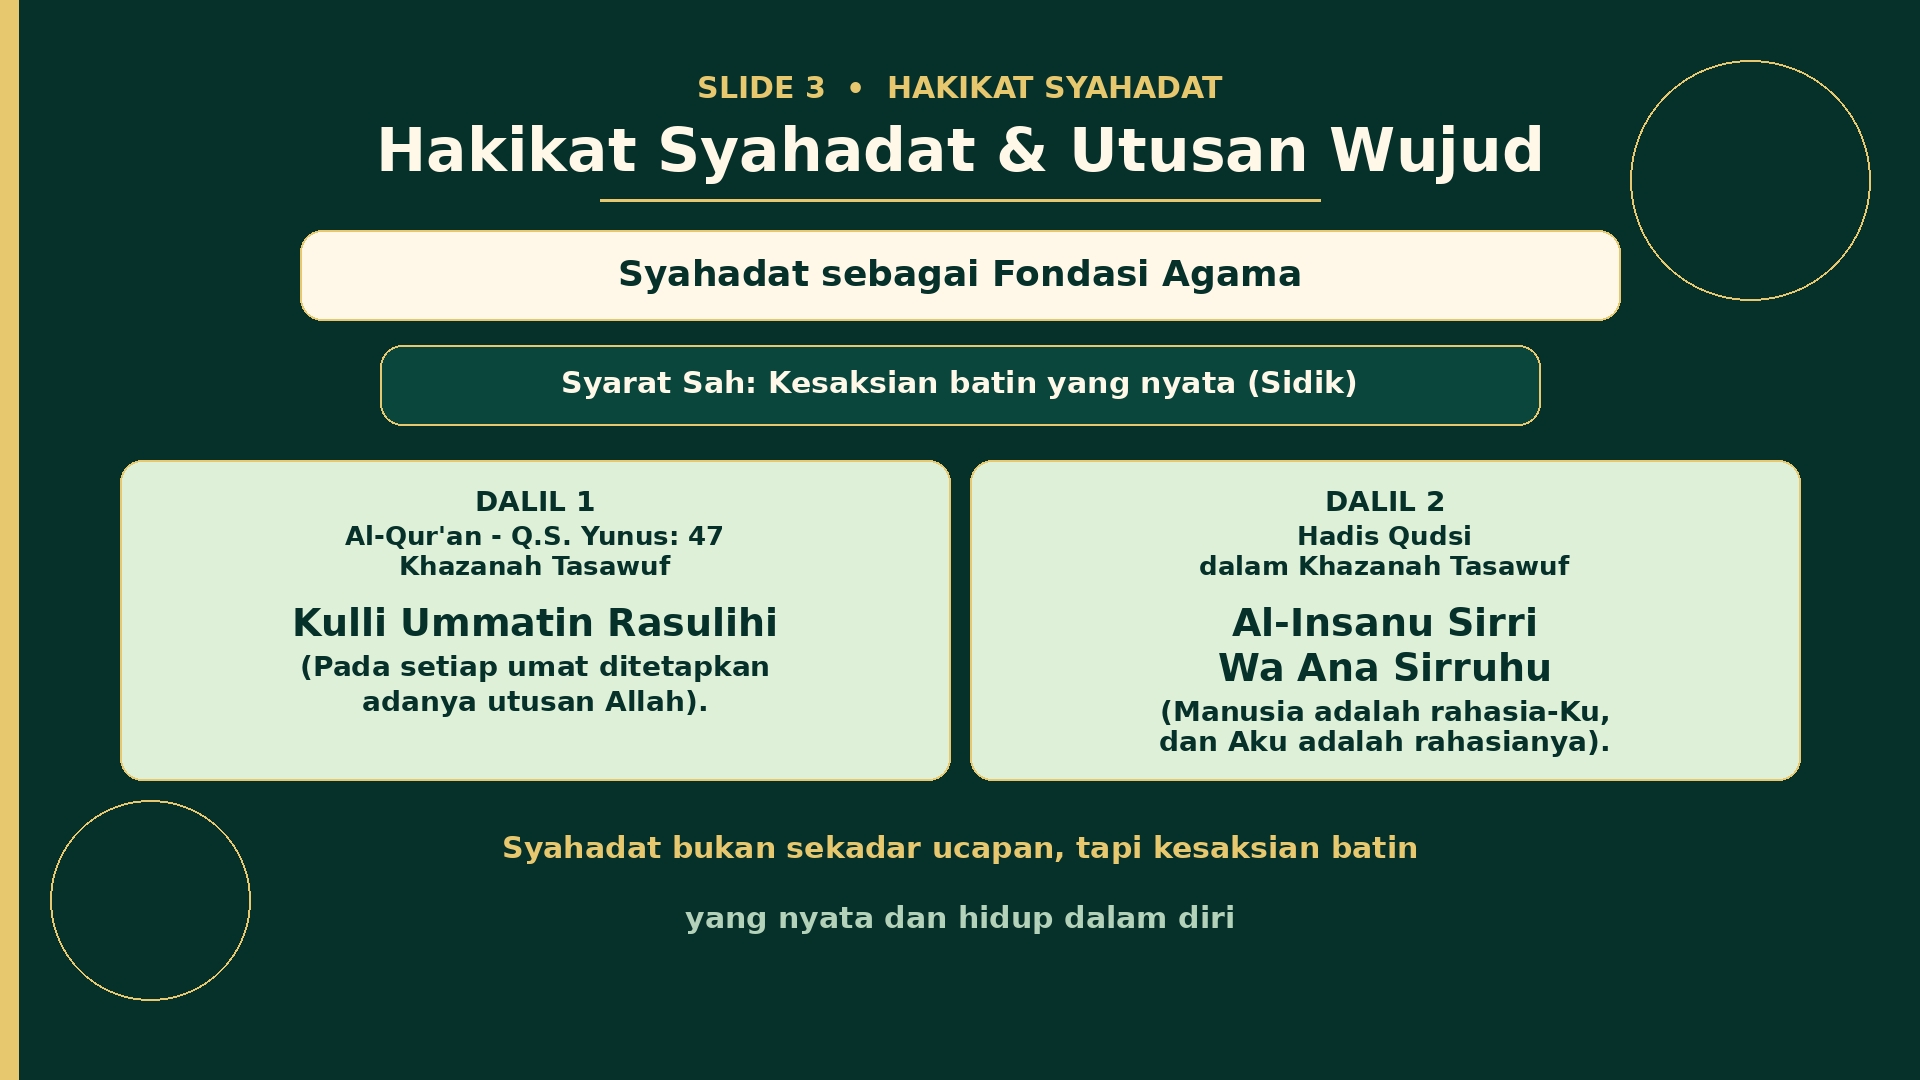 SLIDE 3 • HAKIKAT SYAHADAT
Hakikat Syahadat & Utusan Wujud
Syahadat sebagai Fondasi Agama
Syarat Sah: Kesaksian batin yang nyata (Sidik)
DALIL 1
Al-Qur'an - Q.S. Yunus: 47
Khazanah Tasawuf
Kulli Ummatin Rasulihi
(Pada setiap umat ditetapkan
adanya utusan Allah).
DALIL 2
Hadis Qudsi
dalam Khazanah Tasawuf
Al-Insanu Sirri
Wa Ana Sirruhu
(Manusia adalah rahasia-Ku,
dan Aku adalah rahasianya).
Syahadat bukan sekadar ucapan, tapi kesaksian batin
yang nyata dan hidup dalam diri